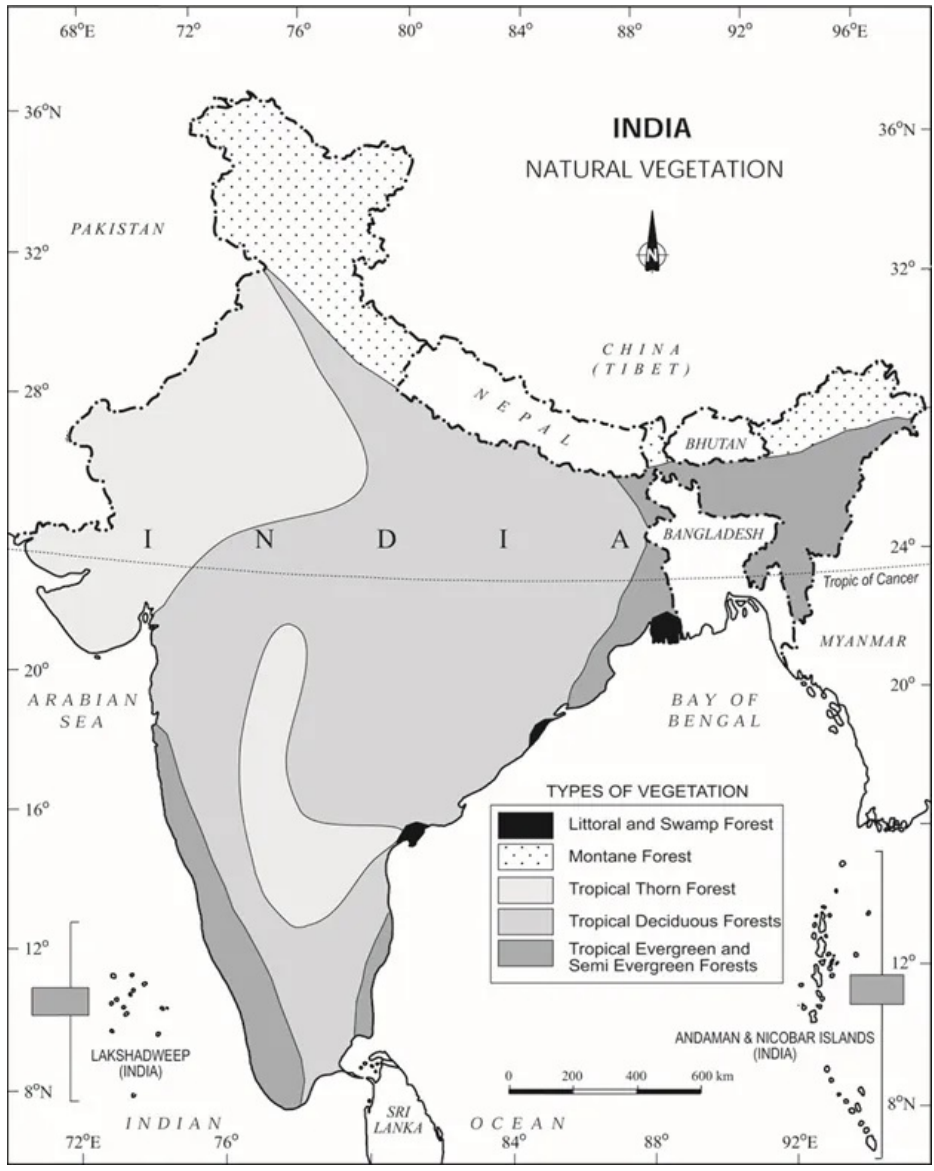 68°E 72° 76° 80° 84° 88° 92° 96°
36°N
INDIA
36°N
NATURAL VEGETATION
PAKISTAN
N
32°
32°
CHINA
(TIBET)
28°
NEPAL
BHUTAN
INDIA
BANGLADESH
24°
Tropic of Cancer
MYANMAR
20°
20°
ARABIAN
SEA
BAY OF
BENGAL
16°
TYPES OF VEGETATION
Littoral and Swamp Forest
Montane Forest
Tropical Thorn Forest
Tropical Deciduous Forests
Tropical Evergreen and
Semi Evergreen Forests
12°
12°
LAKSHADWEEP
(INDIA)
ANDAMAN & NICOBAR ISLANDS
(INDIA)
0 200 400 600 km
8°N
8°N
INDIAN OCEAN
SRI
LANKA
72°E 76° 84° 88° 92°E